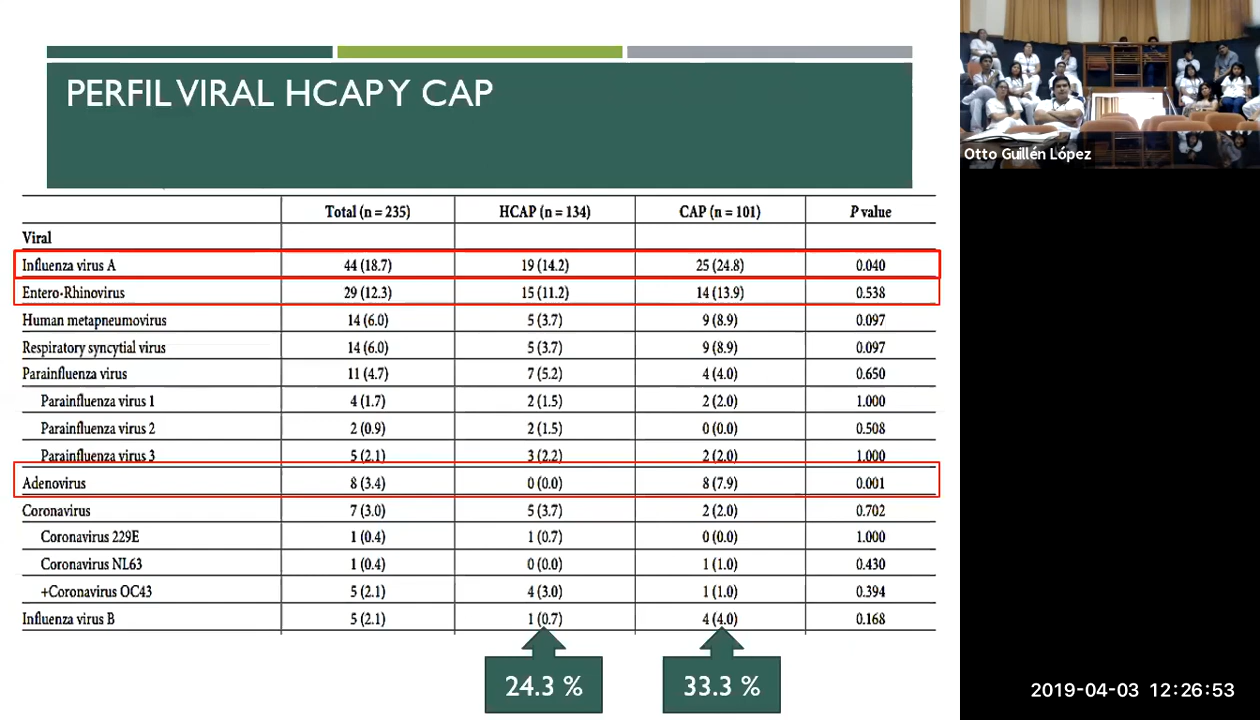 PERFIL VIRAL HCAP Y CAP
Otto Guillén López
Total (n = 235) HCAP (n = 134) CAP (n = 101) P value
Viral
Influenza virus A 44 (18.7) 19 (14.2) 25 (24.8) 0.040
Entero-Rhinovirus 29 (12.3) 15 (11.2) 14 (13.9) 0.538
Human metapneumovirus 14 (6.0) 5 (3.7) 9 (8.9) 0.097
Respiratory syncytial virus 14 (6.0) 5 (3.7) 9 (8.9) 0.097
Parainfluenza virus 11 (4.7) 7 (5.2) 4 (4.0) 0.650
Parainfluenza virus 1 4 (1.7) 2 (1.5) 2 (2.0) 1.000
Parainfluenza virus 2 2 (0.9) 2 (1.5) 0 (0.0) 0.508
Parainfluenza virus 3 5 (2.1) 3 (2.2) 2 (2.0) 1.000
Adenovirus 8 (3.4) 0 (0.0) 8 (7.9) 0.001
Coronavirus 7 (3.0) 5 (3.7) 2 (2.0) 0.702
Coronavirus 229E 1 (0.4) 1 (0.7) 0 (0.0) 1.000
Coronavirus NL63 1 (0.4) 0 (0.0) 1 (1.0) 0.430
+Coronavirus OC43 5 (2.1) 4 (3.0) 1 (1.0) 0.394
Influenza virus B 5 (2.1) 1 (0.7) 4 (4.0) 0.168
24.3 % 33.3 %
2019-04-03 12:26:53